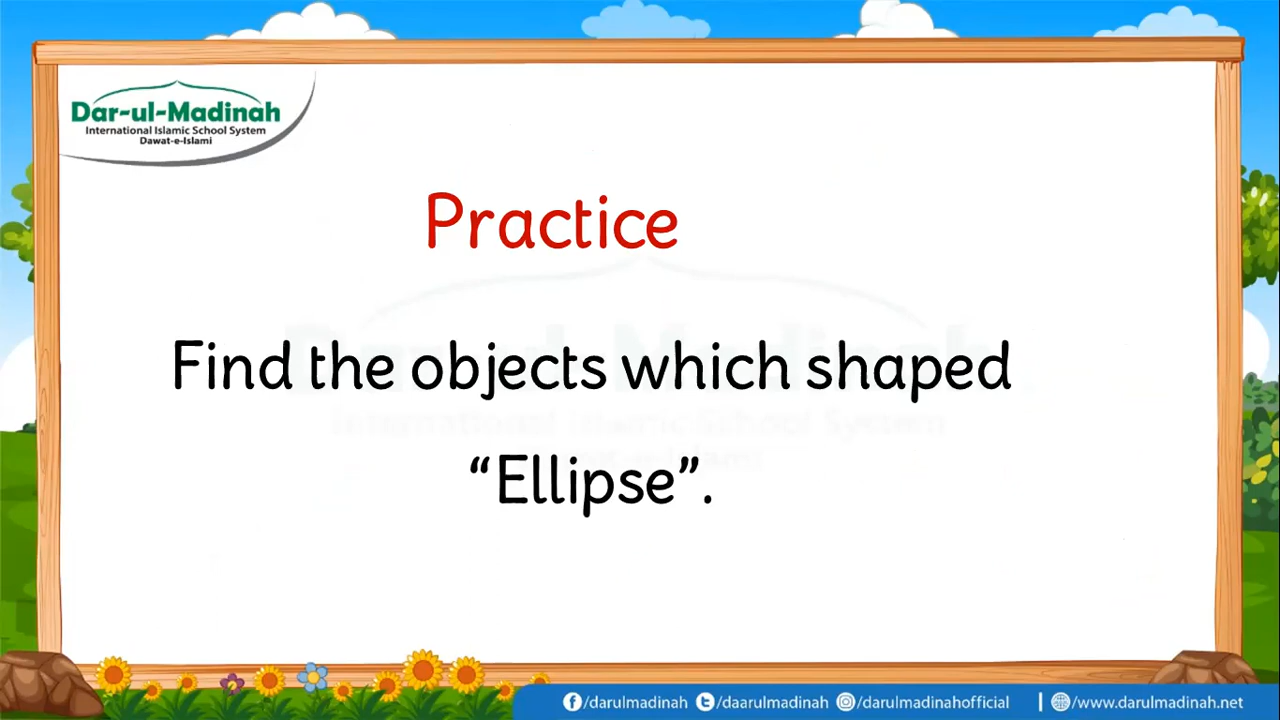 Dar-ul-Madinah
International Islamic School System
Dawat-e-Islami
Practice
Find the objects which shaped
“Ellipse”.
/darulmadinah /daarulmadinah /darulmadinahofficial | /www.darulmadinah.net